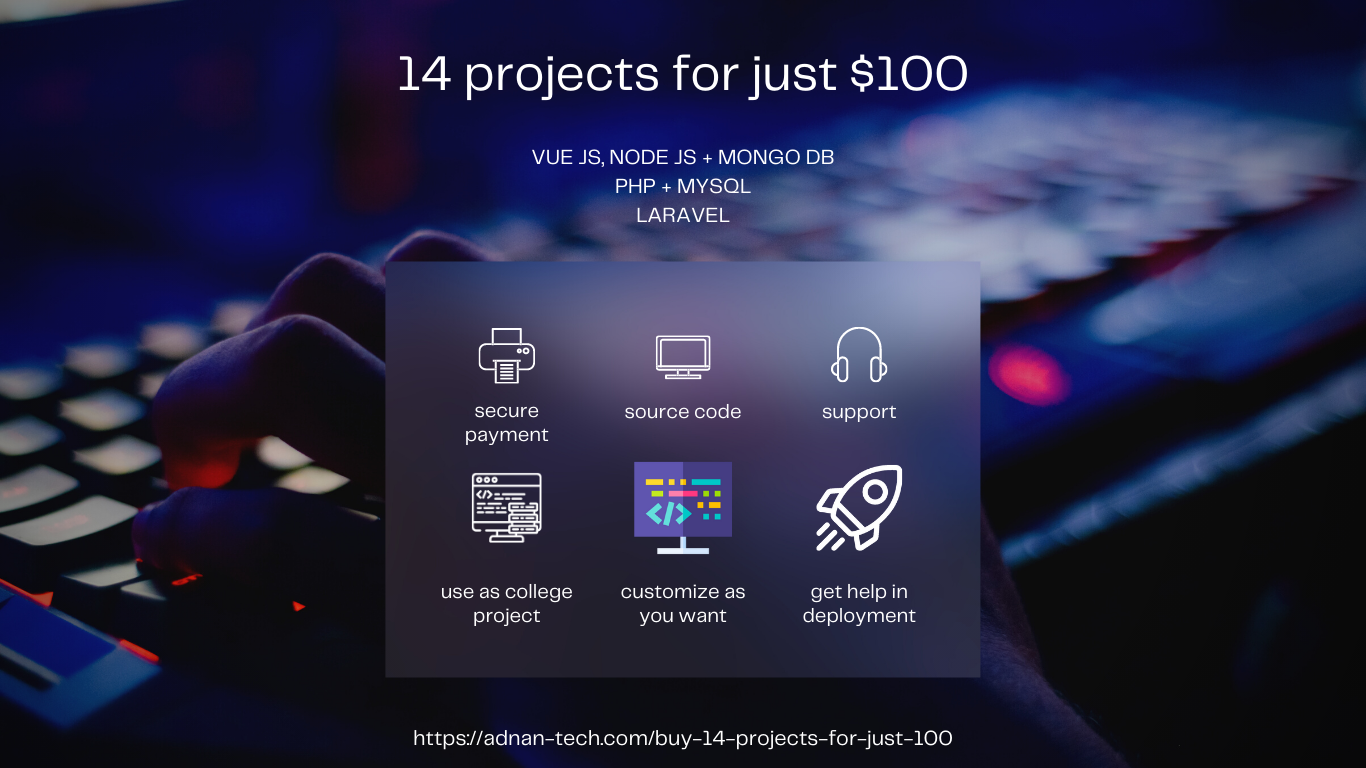 14 projects for just $100
VUE JS, NODE JS + MONGO DB
PHP + MYSQL
LARAVEL
secure
payment
source code
support
use as college
project
customize as
you want
get help in
deployment
https://adnan-tech.com/buy-14-projects-for-just-100